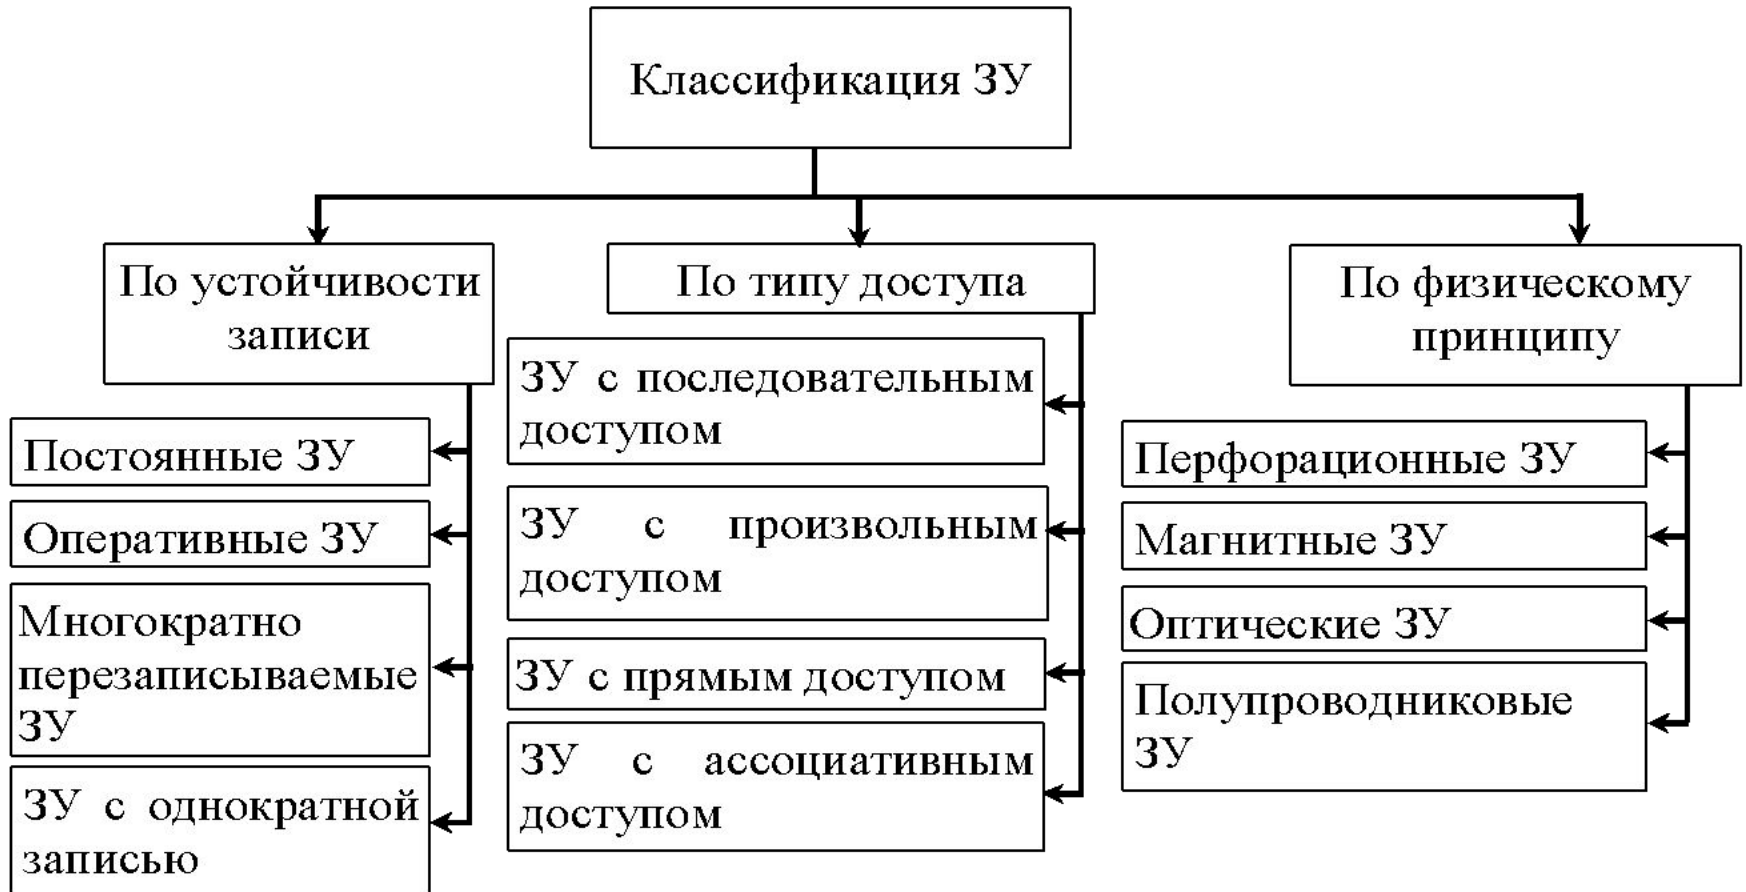 Классификация ЗУ
По устойчивости
записи
Постоянные ЗУ
Оперативные ЗУ
Многократно
перезаписываемые
ЗУ
ЗУ с однократной
записью
По типу доступа
ЗУ с последовательным
доступом
ЗУ с произвольным
доступом
ЗУ с прямым доступом
ЗУ с ассоциативным
доступом
По физическому
принципу
Перфорационные ЗУ
Магнитные ЗУ
Оптические ЗУ
Полупроводниковые
ЗУ